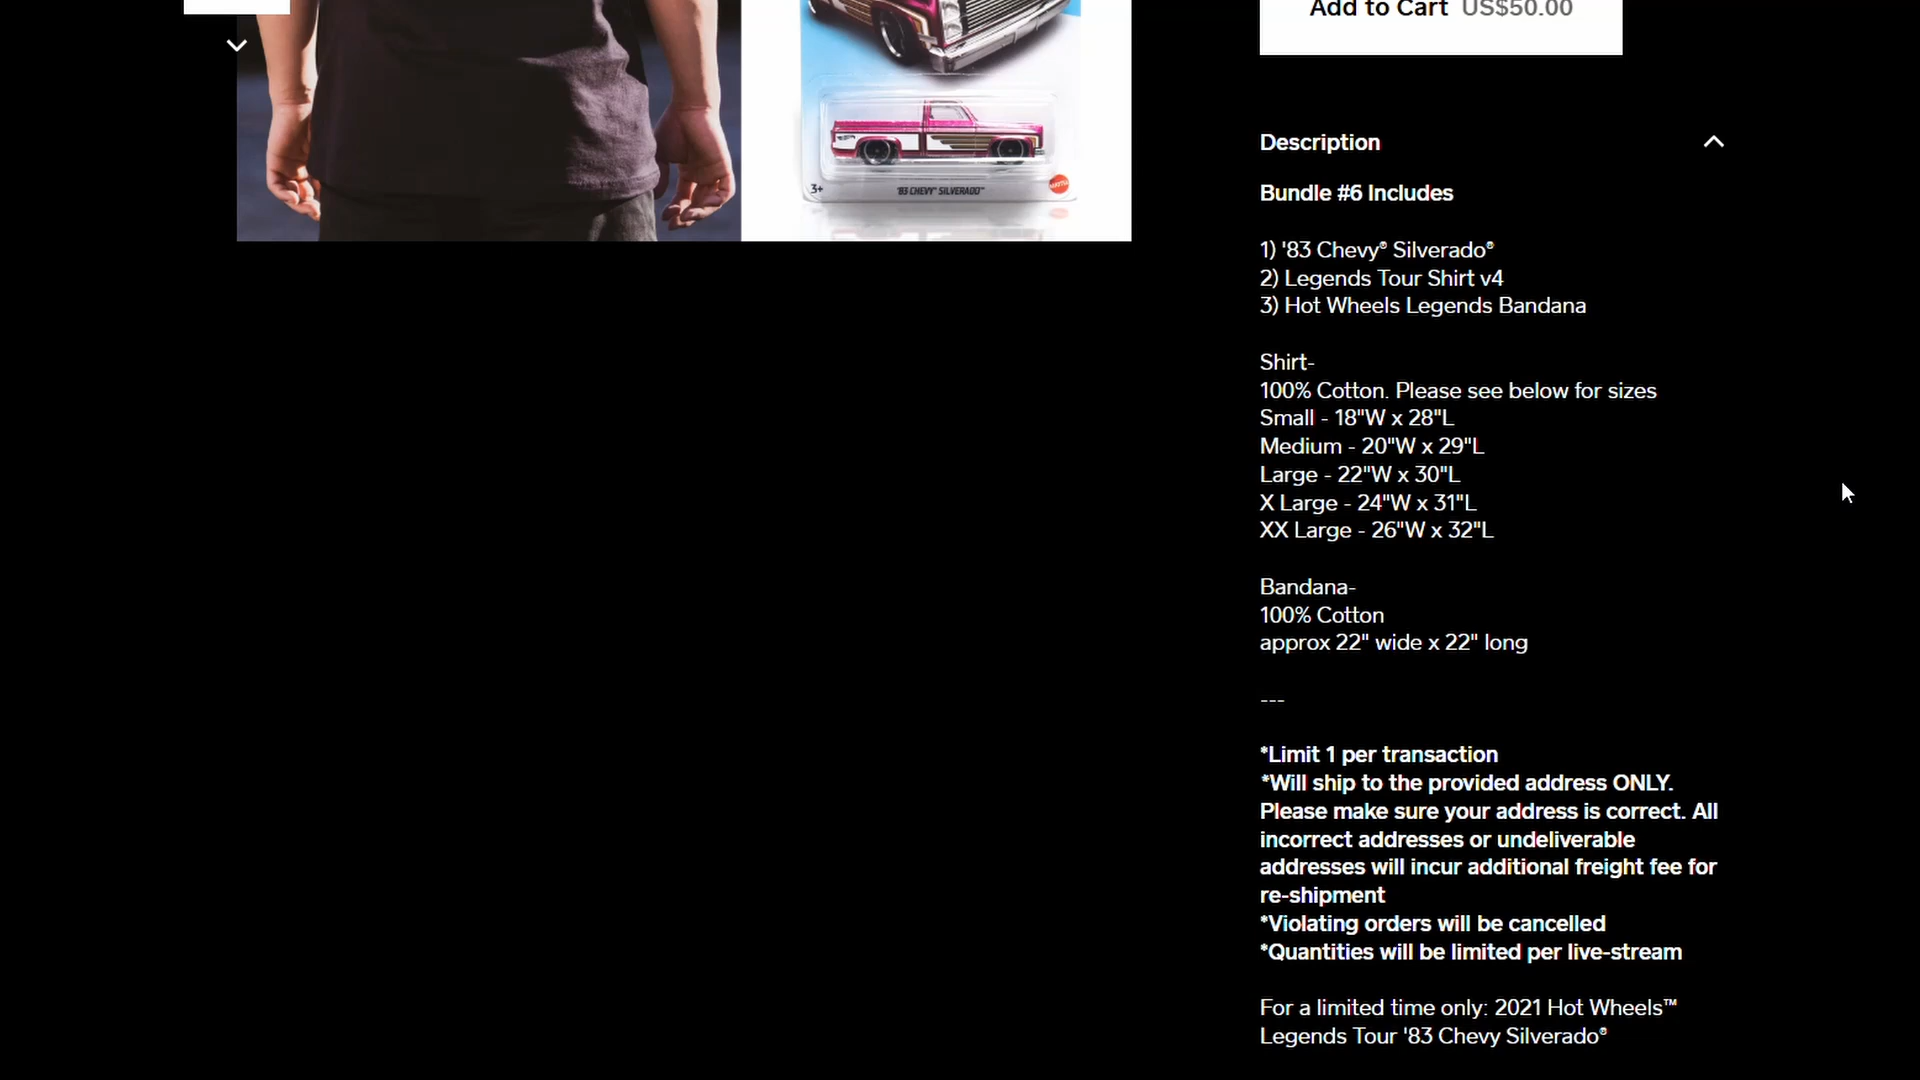 Add to Cart US$50.00
3+
'83 CHEVY® SILVERADO™
MATTEL
Description
Bundle #6 Includes
1) '83 Chevy® Silverado®
2) Legends Tour Shirt v4
3) Hot Wheels Legends Bandana
Shirt-
100% Cotton. Please see below for sizes
Small - 18"W x 28"L
Medium - 20"W x 29"L
Large - 22"W x 30"L
X Large - 24"W x 31"L
XX Large - 26"W x 32"L
Bandana-
100% Cotton
approx 22" wide x 22" long
---
*Limit 1 per transaction
*Will ship to the provided address ONLY.
Please make sure your address is correct. All
incorrect addresses or undeliverable
addresses will incur additional freight fee for
re-shipment
*Violating orders will be cancelled
*Quantities will be limited per live-stream
For a limited time only: 2021 Hot Wheels™
Legends Tour '83 Chevy Silverado®